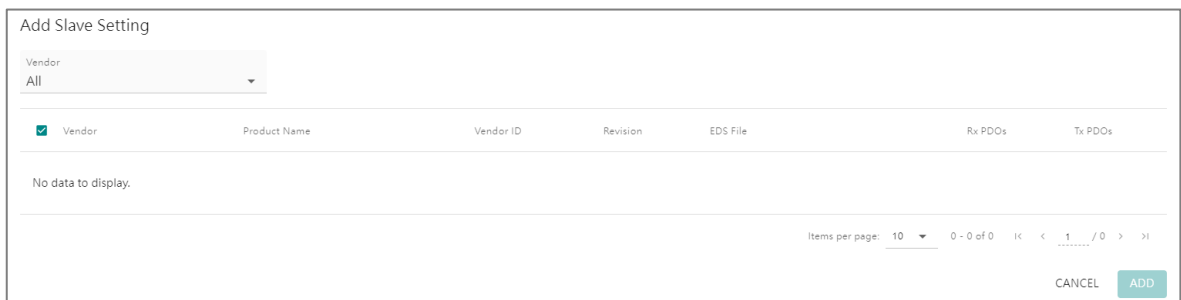 Add Slave Setting
Vendor
All
Vendor Product Name Vendor ID Revision EDS File Rx PDOs Tx PDOs
No data to display.
Items per page: 10 0 - 0 of 0 1 / 0
CANCEL ADD